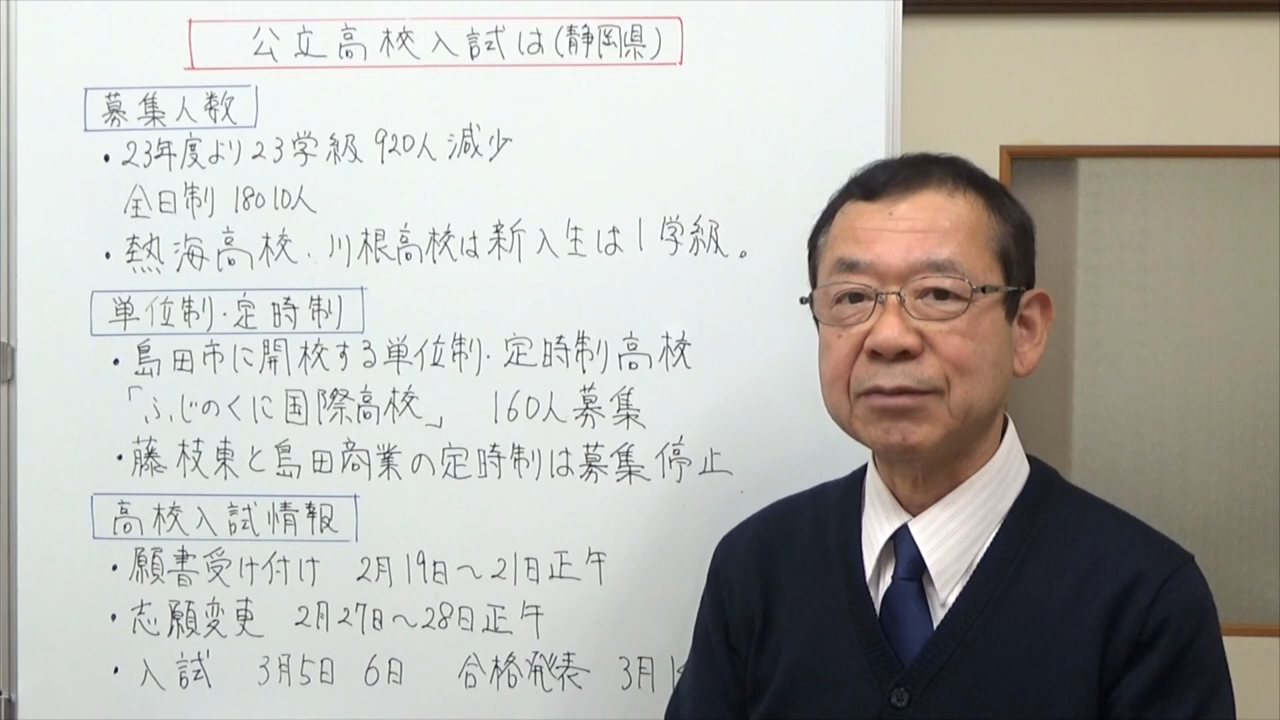 公立高校入試は(静岡県)
募集人数
・23年度より23学級 920人減少
全日制 18010人
・熱海高校、川根高校は新入生は1学級。
単位制・定時制
・島田市に開校する単位制・定時制高校
「ふじのくに国際高校」 160人募集
・藤枝東と島田商業の定時制は募集停止
高校入試情報
・願書受け付け 2月19日〜21日正午
・志願変更 2月27日〜28日正午
・入試 3月5日 6日 合格発表 3月1